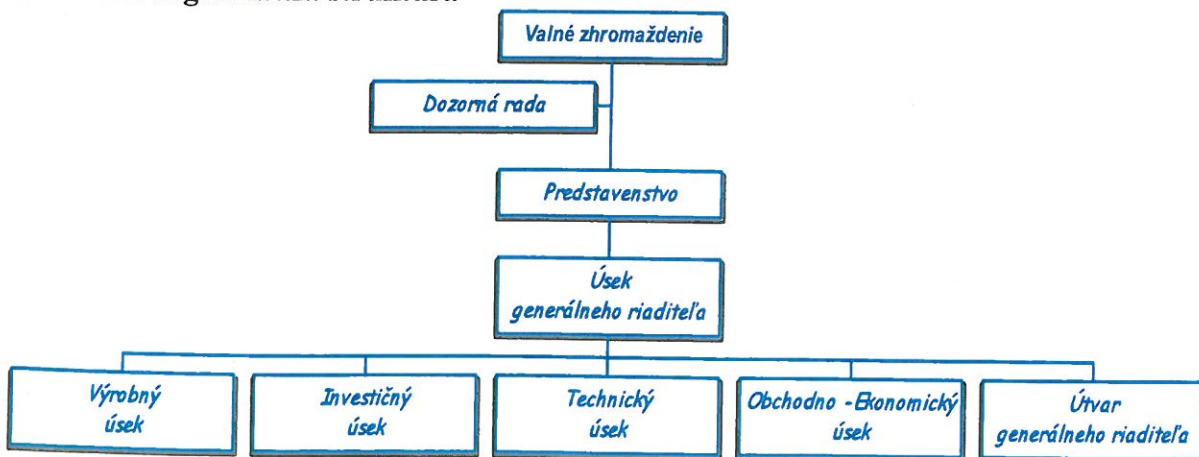 Valné zhromaždenie
Dozorná rada
Predstavenstvo
Úsek
generálneho riaditeľa
Výrobný
úsek
Investičný
úsek
Technický
úsek
Obchodno - Ekonomický
úsek
Útvar
generálneho riaditeľa